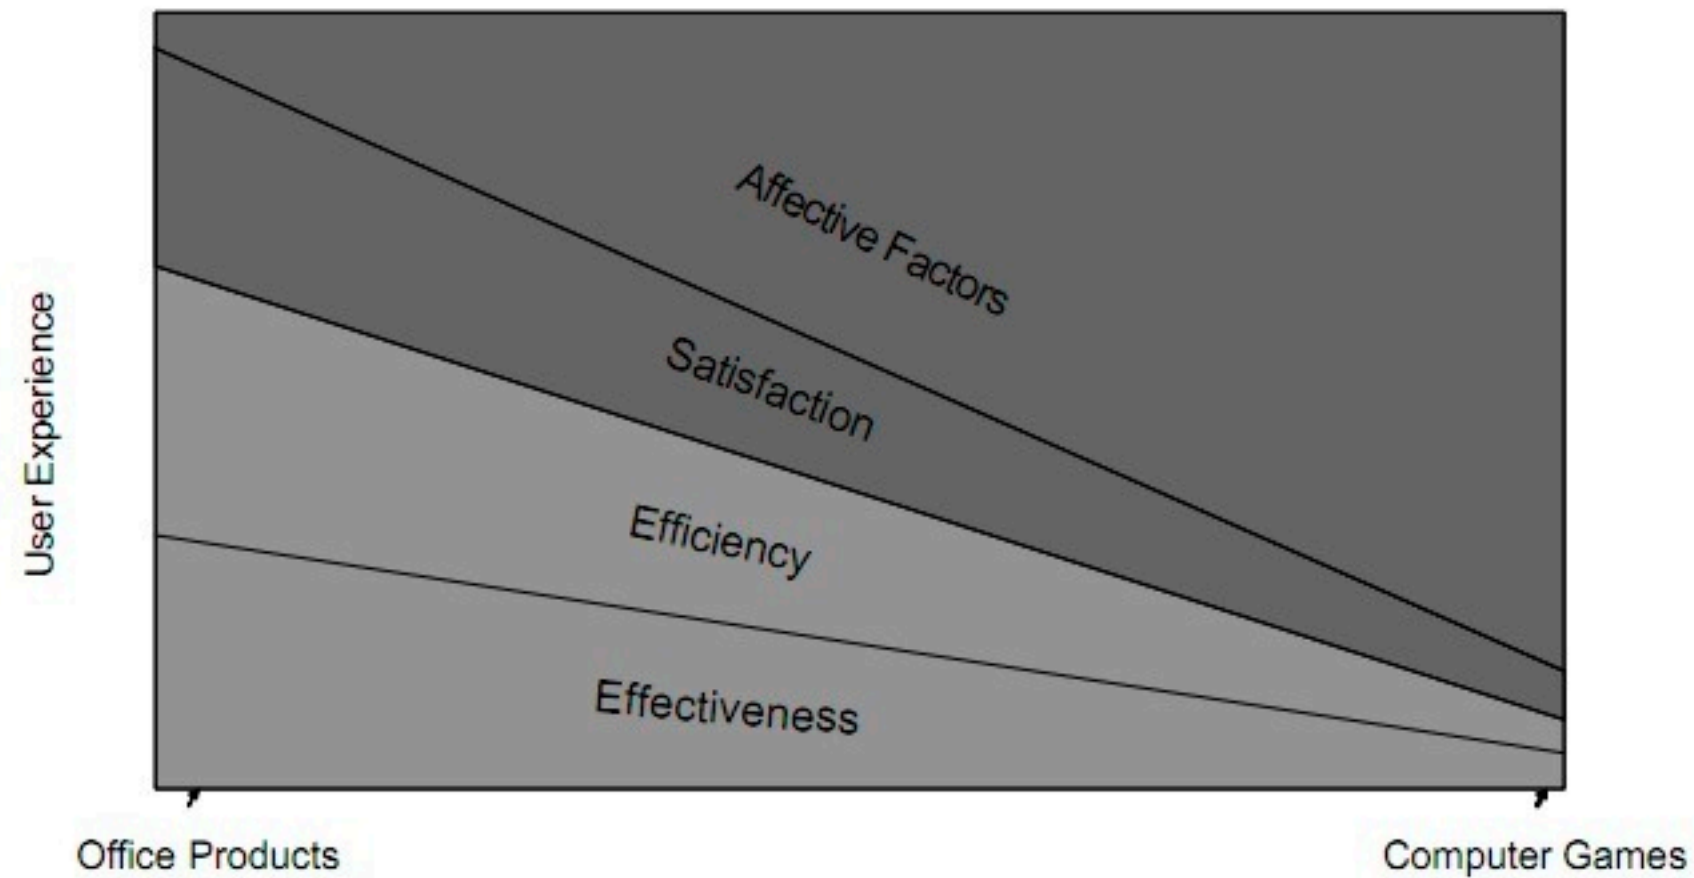 Affective Factors
Satisfaction
Efficiency
Effectiveness
User Experience
Office Products
Computer Games